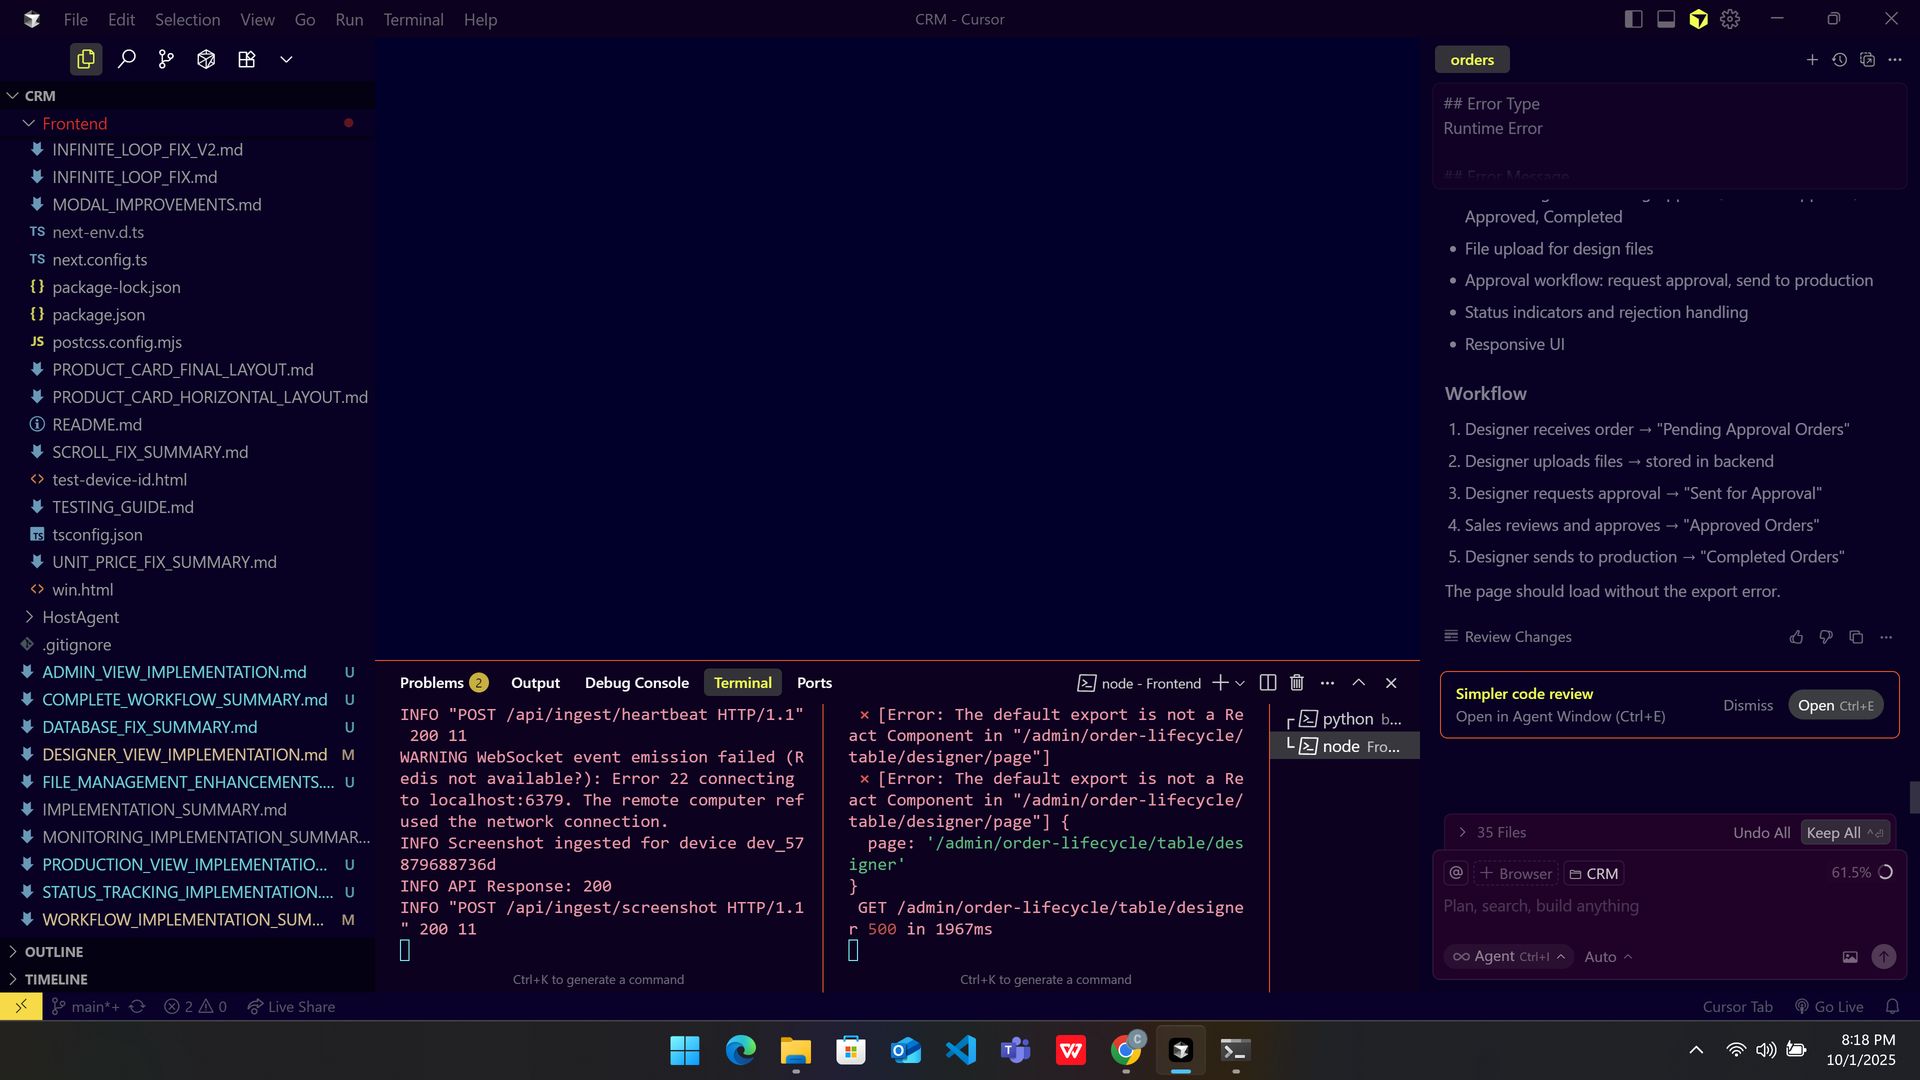 File Edit Selection View Go Run Terminal Help
CRM - Cursor
CRM
Frontend
INFINITE_LOOP_FIX_V2.md
INFINITE_LOOP_FIX.md
MODAL_IMPROVEMENTS.md
TS next-env.d.ts
TS next.config.ts
{} package-lock.json
{} package.json
JS postcss.config.mjs
PRODUCT_CARD_FINAL_LAYOUT.md
PRODUCT_CARD_HORIZONTAL_LAYOUT.md
README.md
SCROLL_FIX_SUMMARY.md
<> test-device-id.html
TESTING_GUIDE.md
TS tsconfig.json
UNIT_PRICE_FIX_SUMMARY.md
<> win.html
HostAgent
.gitignore
ADMIN_VIEW_IMPLEMENTATION.md U
COMPLETE_WORKFLOW_SUMMARY.md U
DATABASE_FIX_SUMMARY.md U
DESIGNER_VIEW_IMPLEMENTATION.md M
FILE_MANAGEMENT_ENHANCEMENTS.... U
IMPLEMENTATION_SUMMARY.md
MONITORING_IMPLEMENTATION_SUMMAR...
PRODUCTION_VIEW_IMPLEMENTATIO... U
STATUS_TRACKING_IMPLEMENTATION.... U
WORKFLOW_IMPLEMENTATION_SUM... M
OUTLINE
TIMELINE
Problems 2 Output Debug Console Terminal Ports
node - Frontend
INFO "POST /api/ingest/heartbeat HTTP/1.1"
200 11
WARNING WebSocket event emission failed (R
edis not available?): Error 22 connecting
to localhost:6379. The remote computer ref
used the network connection.
INFO Screenshot ingested for device dev_57
879688736d
INFO API Response: 200
INFO "POST /api/ingest/screenshot HTTP/1.1
" 200 11
Ctrl+K to generate a command
× [Error: The default export is not a Re
act Component in "/admin/order-lifecycle/
table/designer/page"]
× [Error: The default export is not a Re
act Component in "/admin/order-lifecycle/
table/designer/page"] {
page: '/admin/order-lifecycle/table/des
igner'
}
GET /admin/order-lifecycle/table/designe
r 500 in 1967ms
Ctrl+K to generate a command
python b...
node Fro...
orders
## Error Type
Runtime Error
## Error Message
Approved, Completed
• File upload for design files
• Approval workflow: request approval, send to production
• Status indicators and rejection handling
• Responsive UI
Workflow
1. Designer receives order → "Pending Approval Orders"
2. Designer uploads files → stored in backend
3. Designer requests approval → "Sent for Approval"
4. Sales reviews and approves → "Approved Orders"
5. Designer sends to production → "Completed Orders"
The page should load without the export error.
Review Changes
Simpler code review
Open in Agent Window (Ctrl+E)
Dismiss
Open Ctrl+E
35 Files
Undo All
Keep All
@ + Browser CRM
61.5%
Plan, search, build anything
Agent Ctrl+I
Auto
main*+
2 0
Live Share
Cursor Tab
Go Live
8:18 PM
10/1/2025